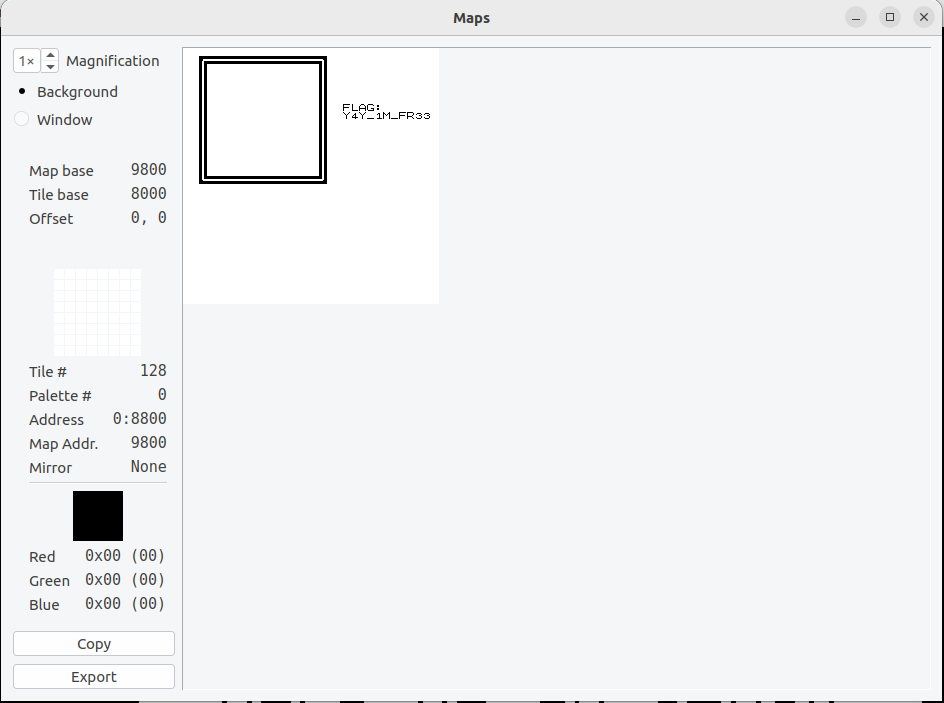 Maps
1× Magnification
Background
Window
Map base 9800
Tile base 8000
Offset 0, 0
FLAG:
Y4Y_1M_FR33
Tile # 128
Palette # 0
Address 0:8800
Map Addr. 9800
Mirror None
Red 0x00 (00)
Green 0x00 (00)
Blue 0x00 (00)
Copy
Export